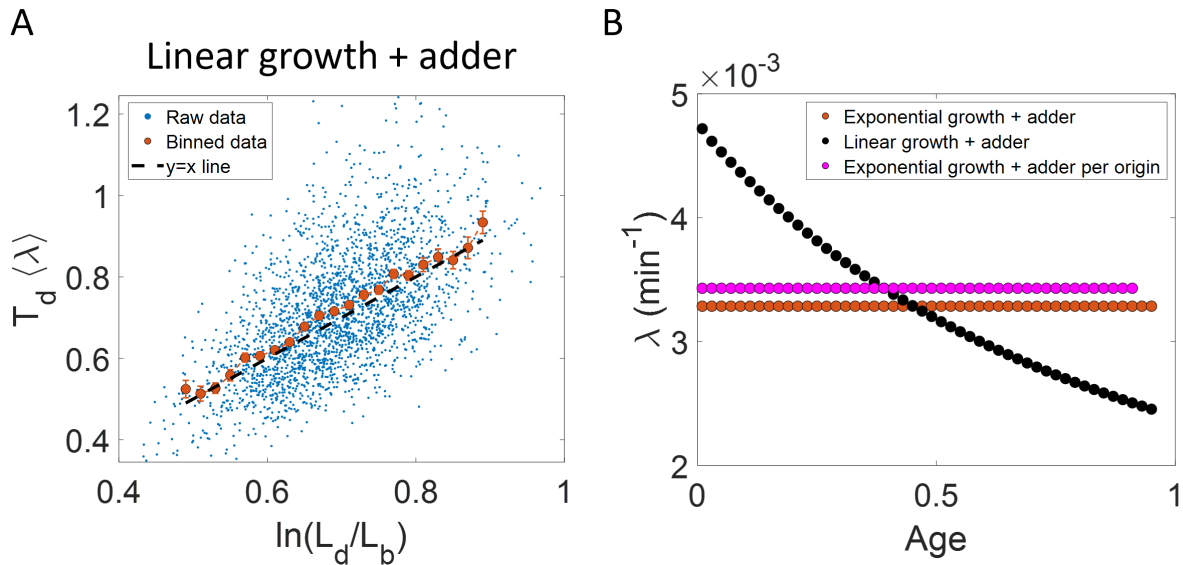 A
Linear growth + adder
Raw data
Binned data
y=x line
1.2
1
0.8
0.6
0.4
T_d ⟨λ⟩
0.4
0.6
0.8
1
ln(L_d/L_b)
B
×10^-3
Exponential growth + adder
Linear growth + adder
Exponential growth + adder per origin
5
4
3
2
λ (min^-1)
0
0.5
1
Age